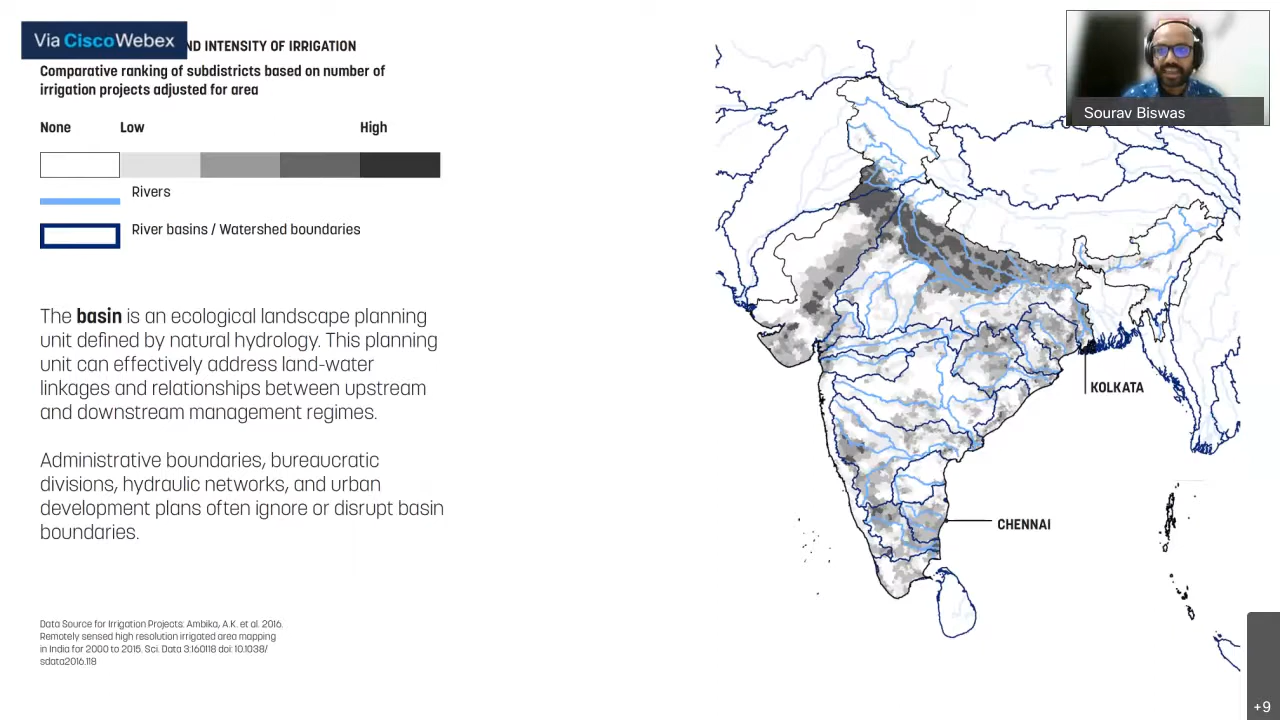 Via CiscoWebex
ND INTENSITY OF IRRIGATION
Comparative ranking of subdistricts based on number of
irrigation projects adjusted for area
None Low High
Rivers
River basins / Watershed boundaries
The basin is an ecological landscape planning
unit defined by natural hydrology. This planning
unit can effectively address land-water
linkages and relationships between upstream
and downstream management regimes.
Administrative boundaries, bureaucratic
divisions, hydraulic networks, and urban
development plans often ignore or disrupt basin
boundaries.
Data Source for Irrigation Projects: Ambika, A.K. et al. 2016.
Remotely sensed high resolution irrigated area mapping
in India for 2000 to 2015. Sci. Data 3:160118 doi: 10.1038/
sdata2016.118
Sourav Biswas
KOLKATA
CHENNAI
+9